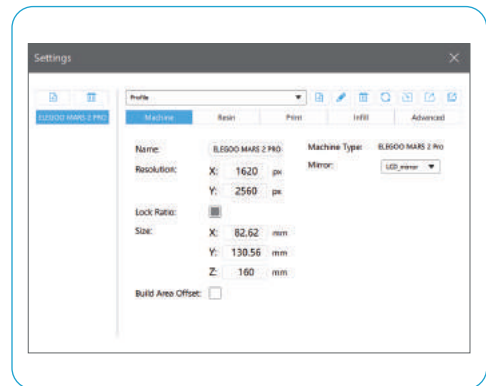 Settings
Profile
ELEGOO MARS 2 PRO
Machine Resin Print Infill Advanced
Name: ELEGOO MARS 2 PRO Machine Type: ELEGOO MARS 2 PRO
Resolution: X: 1620 px Mirror: LCD_mirror
Y: 2560 px
Lock Ratio:
Size: X: 82.62 mm
Y: 130.56 mm
Z: 160 mm
Build Area Offset: